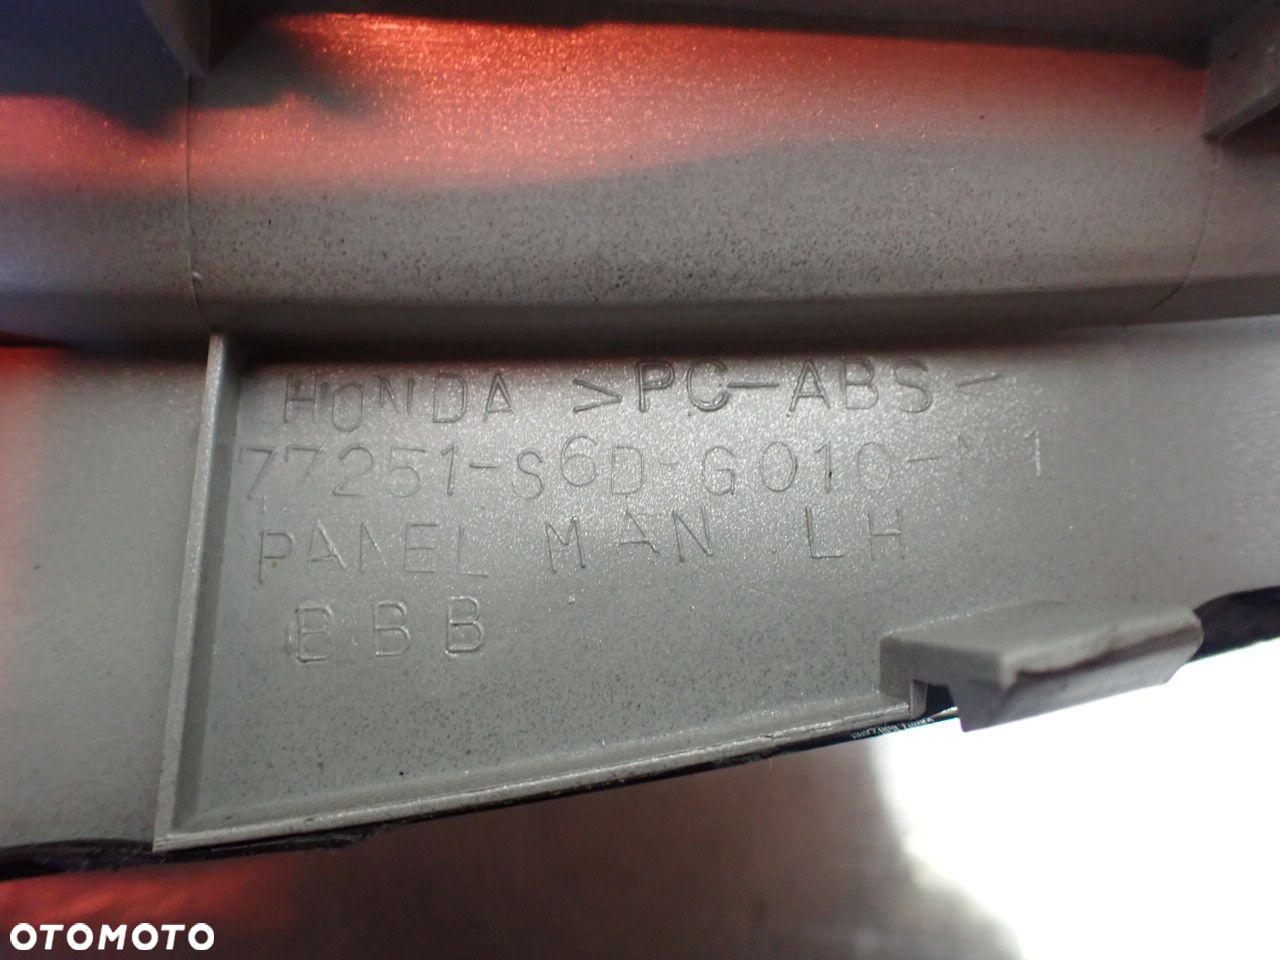 HONDA >PC-ABS-
77251-S6D-G010-M1
PANEL MAN LH
BBB
OTOMOTO